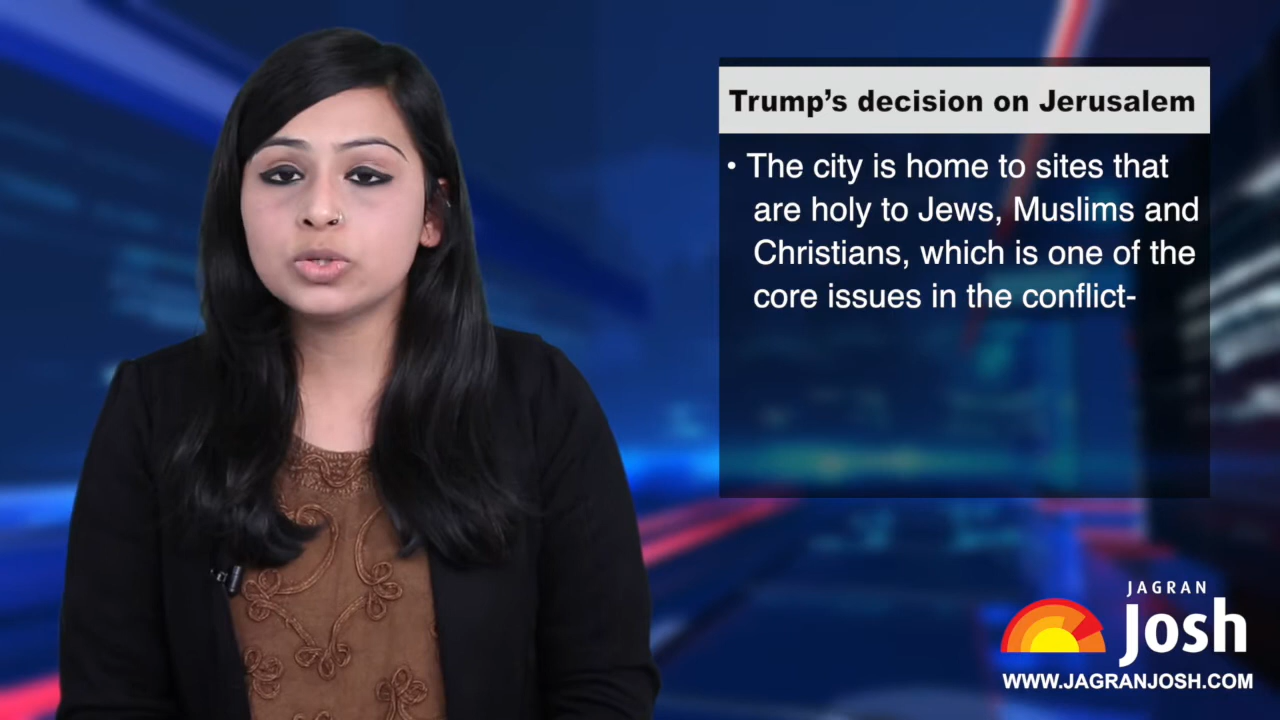 Trump’s decision on Jerusalem
• The city is home to sites that
are holy to Jews, Muslims and
Christians, which is one of the
core issues in the conflict-
JAGRAN
Josh
WWW.JAGRANJOSH.COM